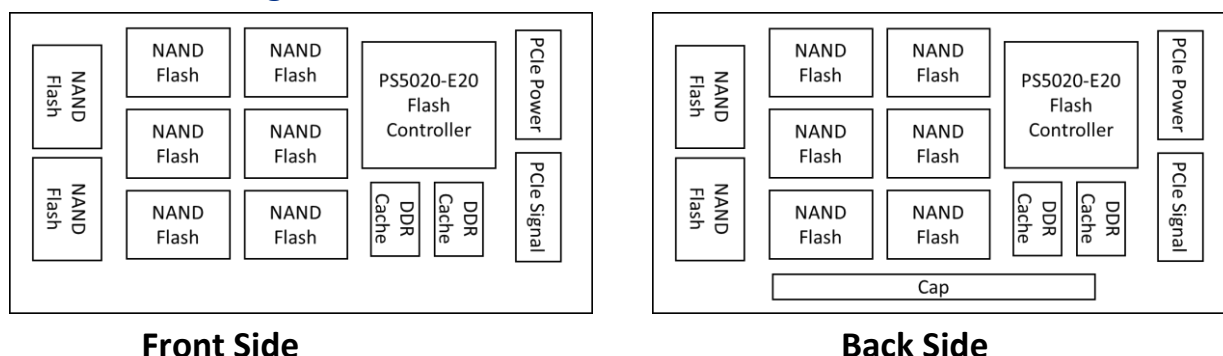 NAND
Flash
NAND
Flash
NAND
Flash
NAND
Flash
NAND
Flash
NAND
Flash
NAND
Flash
NAND
Flash
PS5020-E20
Flash
Controller
DDR
Cache
DDR
Cache
PCIe Power
PCIe Signal
Front Side
NAND
Flash
NAND
Flash
NAND
Flash
NAND
Flash
NAND
Flash
NAND
Flash
NAND
Flash
NAND
Flash
PS5020-E20
Flash
Controller
DDR
Cache
DDR
Cache
PCIe Power
PCIe Signal
Cap
Back Side